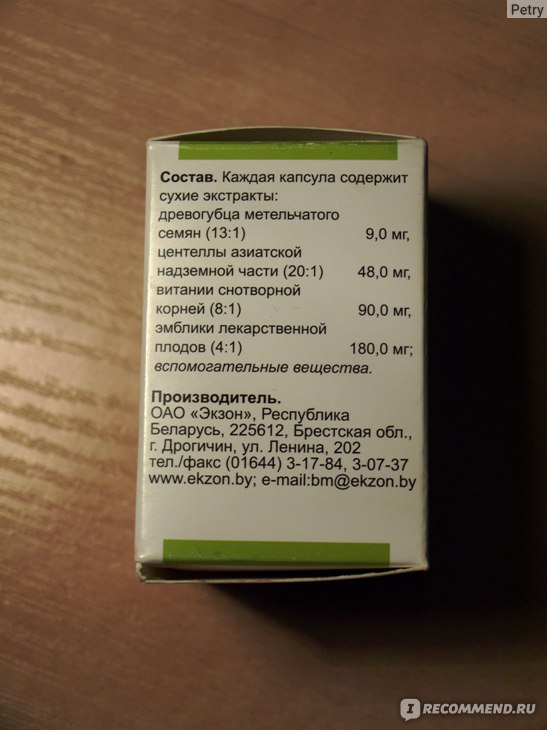 Petry
Состав. Каждая капсула содержит
сухие экстракты:
древогубца метельчатого
семян (13:1) 9,0 мг,
центеллы азиатской
надземной части (20:1) 48,0 мг,
витании снотворной
корней (8:1) 90,0 мг,
эмблики лекарственной
плодов (4:1) 180,0 мг;
вспомогательные вещества.
Производитель.
ОАО «Экзон», Республика
Беларусь, 225612, Брестская обл.,
г. Дрогичин, ул. Ленина, 202
тел./факс (01644) 3-17-84, 3-07-37
www.ekzon.by; e-mail:bm@ekzon.by
IRECOMMEND.RU